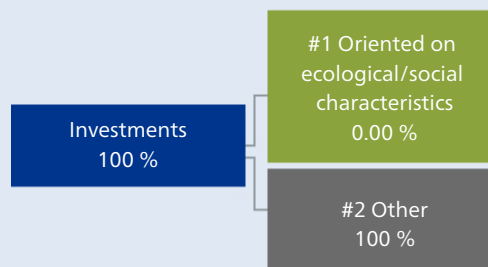 Investments
100 %
#1 Oriented on
ecological/social
characteristics
0.00 %
#2 Other
100 %